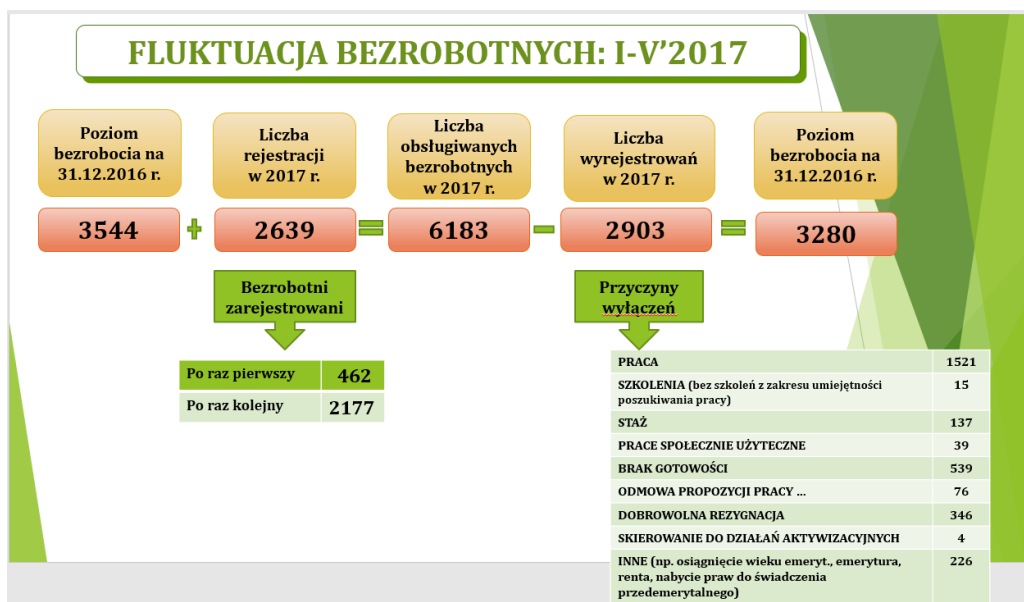 FLUKTUACJA BEZROBOTNYCH: I-V’2017
Poziom
bezrobocia na
31.12.2016 r.
Liczba
rejestracji
w 2017 r.
Liczba
obsługiwanych
bezrobotnych
w 2017 r.
Liczba
wyrejestrowań
w 2017 r.
Poziom
bezrobocia na
31.12.2016 r.
3544 + 2639 = 6183 – 2903 = 3280
Bezrobotni
zarejestrowani
Przyczyny
wyłączeń
Po raz pierwszy 462
Po raz kolejny 2177
PRACA 1521
SZKOLENIA (bez szkoleń z zakresu umiejętności 15
poszukiwania pracy)
STAŻ 137
PRACE SPOŁECZNIE UŻYTECZNE 39
BRAK GOTOWOŚCI 539
ODMOWA PROPOZYCJI PRACY ... 76
DOBROWOLNA REZYGNACJA 346
SKIEROWANIE DO DZIAŁAŃ AKTYWIZACYJNYCH 4
INNE (np. osiągnięcie wieku emeryt., emerytura, 226
renta, nabycie praw do świadczenia
przedemerytalnego)